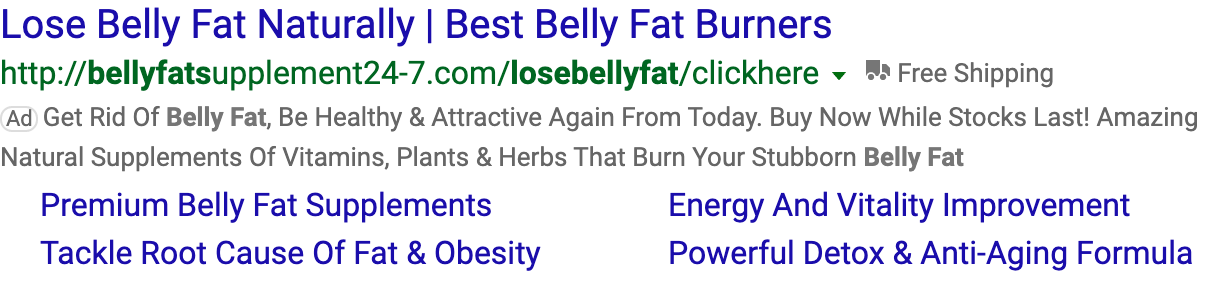 Lose Belly Fat Naturally | Best Belly Fat Burners
http://bellyfatsupplement24-7.com/losebellyfat/clickhere Free Shipping
Ad Get Rid Of Belly Fat, Be Healthy & Attractive Again From Today. Buy Now While Stocks Last! Amazing
Natural Supplements Of Vitamins, Plants & Herbs That Burn Your Stubborn Belly Fat
Premium Belly Fat Supplements Energy And Vitality Improvement
Tackle Root Cause Of Fat & Obesity Powerful Detox & Anti-Aging Formula